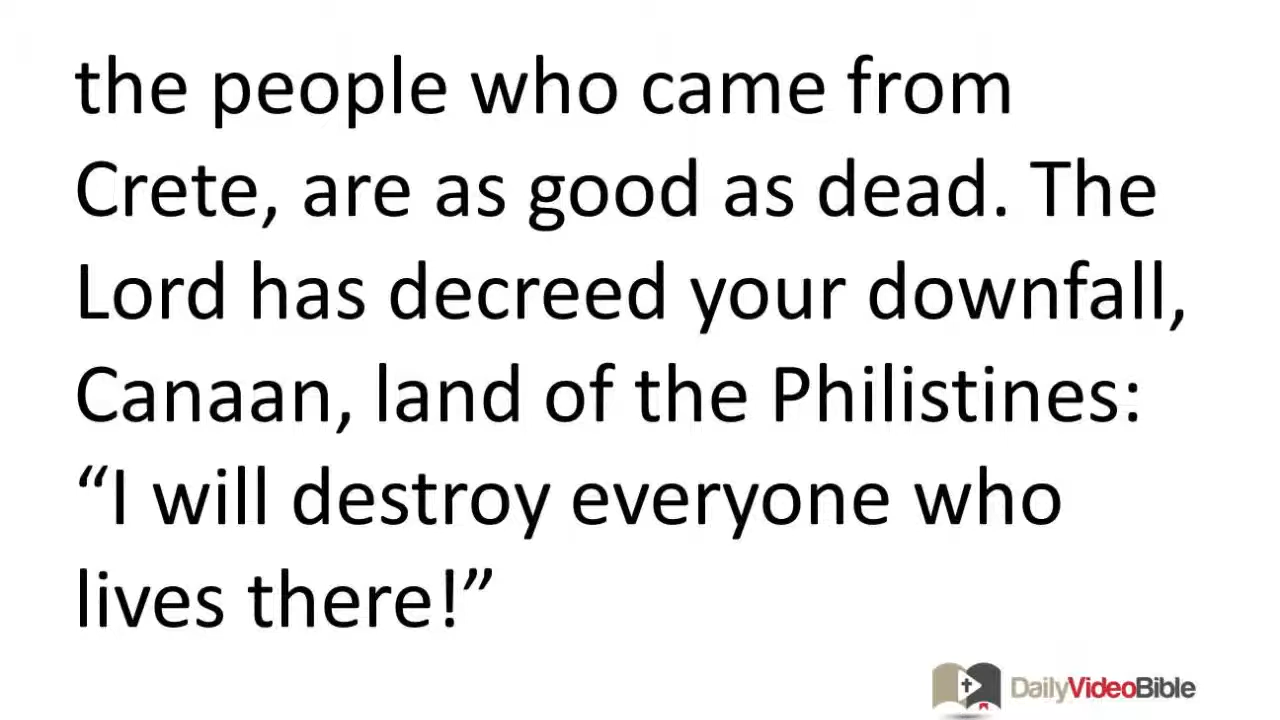 the people who came from
Crete, are as good as dead. The
Lord has decreed your downfall,
Canaan, land of the Philistines:
“I will destroy everyone who
lives there!”
DailyVideoBible